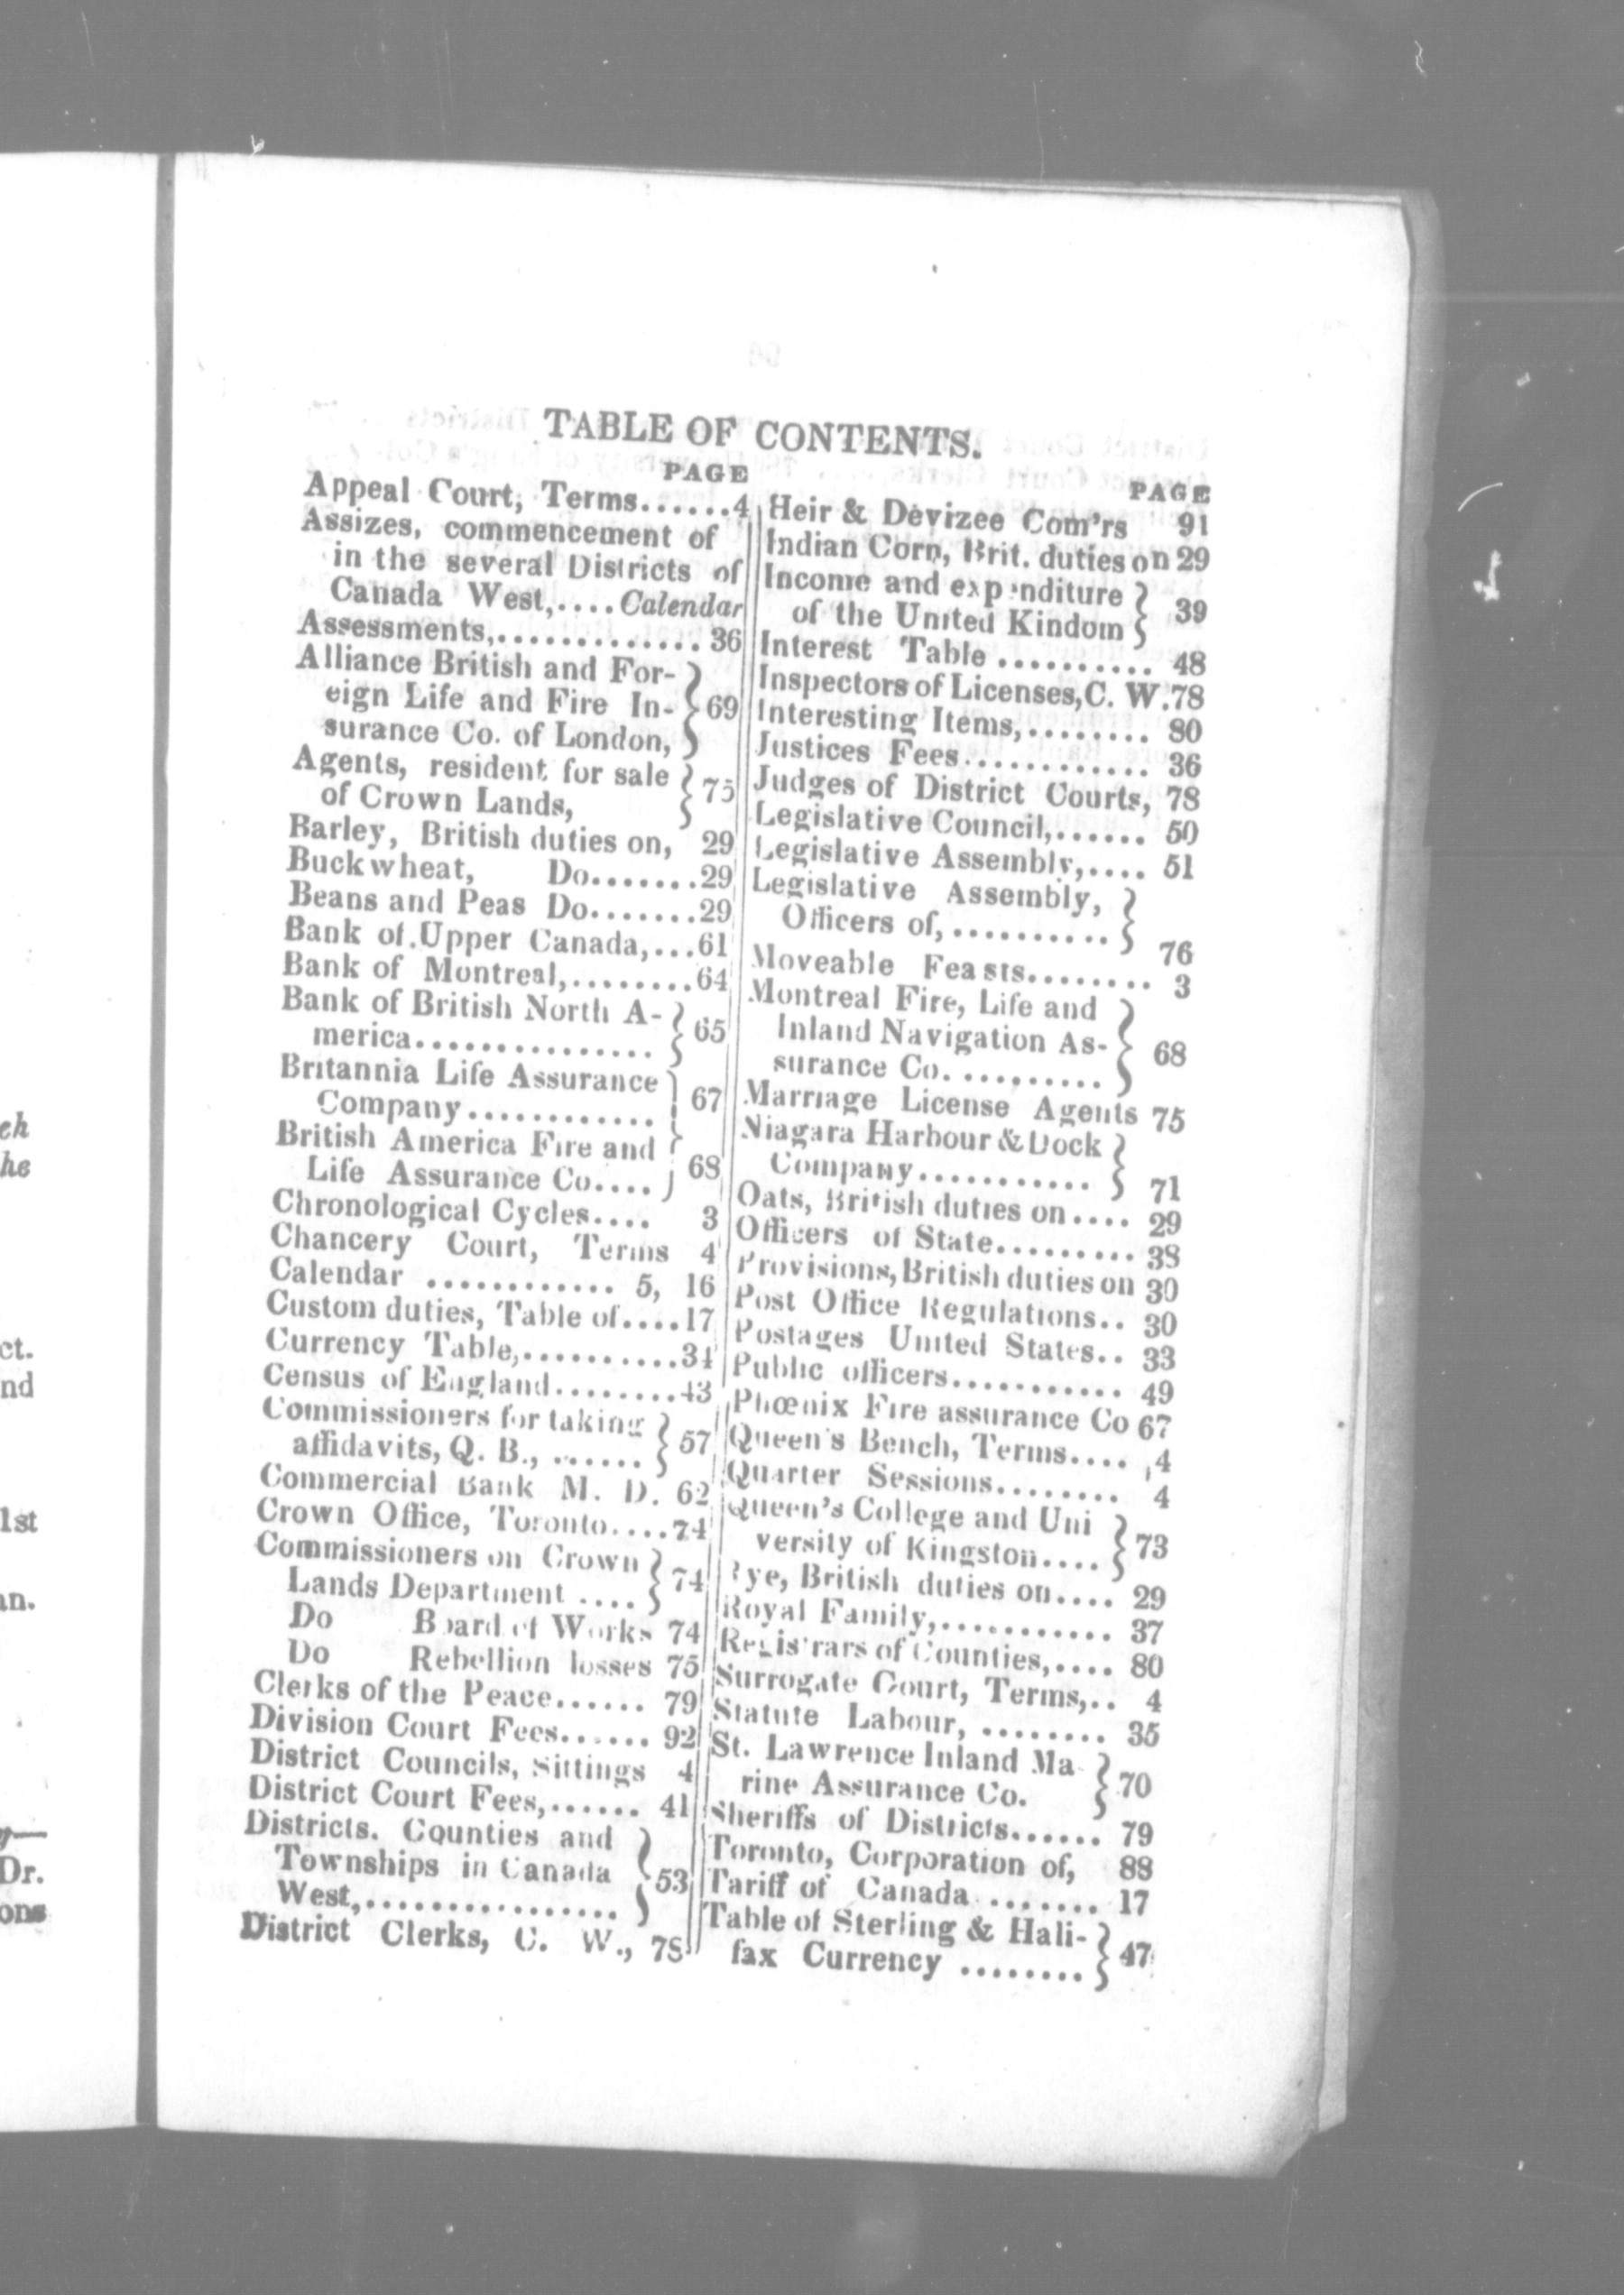 TABLE OF CONTENTS.
PAGE
Appeal Court, Terms......4
Assizes, commencement of
in the several Districts of
Canada West,....Calendar
Assessments,............. 36
Alliance British and For-
eign Life and Fire In- } 69
surance Co. of London,
Agents, resident for sale } 75
of Crown Lands,
Barley, British duties on, 29
Buckwheat, Do.......29
Beans and Peas Do.......29
Bank of Upper Canada,...61
Bank of Montreal,........64
Bank of British North A- } 65
merica...............
Britannia Life Assurance } 67
Company............
British America Fire and } 68
Life Assurance Co....
Chronological Cycles.... 3
Chancery Court, Terms 4
Calendar ............ 5, 16
Custom duties, Table of....17
Currency Table,..........34
Census of England........43
Commissioners for taking } 57
affidavits, Q. B., ......
Commercial Bank M. D. 62
Crown Office, Toronto....74
Commissioners on Crown } 74
Lands Department ....
Do Board of Works 74
Do Rebellion losses 75
Clerks of the Peace...... 79
Division Court Fees...... 92
District Councils, Sittings 4
District Court Fees,...... 41
Districts. Counties and
Townships in Canada } 53
West,.................
District Clerks, C. W., 78
PAGE
Heir & Devizee Com'rs 91
Indian Corn, Brit. duties on 29
Income and expenditure } 39
of the United Kindom
Interest Table .......... 48
Inspectors of Licenses, C. W. 78
Interesting Items,........ 80
Justices Fees............ 36
Judges of District Courts, 78
Legislative Council,...... 50
Legislative Assembly,.... 51
Legislative Assembly, }
Officers of,.......... 76
Moveable Feasts........ 3
Montreal Fire, Life and
Inland Navigation As- } 68
surance Co. .........
Marriage License Agents 75
Niagara Harbour & Dock }
Company........... 71
Oats, British duties on.... 29
Officers of State......... 38
Provisions, British duties on 30
Post Office Regulations.. 30
Postages United States.. 33
Public officers........... 49
Phœnix Fire assurance Co 67
Queen's Bench, Terms.... 4
Quarter Sessions........ 4
Queen's College and Uni } 73
versity of Kingston....
Rye, British duties on.... 29
Royal Family,........... 37
Registrars of Counties,.... 80
Surrogate Court, Terms,.. 4
Statute Labour, ........ 35
St. Lawrence Inland Ma- } 70
rine Assurance Co.
Sheriffs of Districts...... 79
Toronto, Corporation of, 88
Tariff of Canada ....... 17
Table of Sterling & Hali- } 47
fax Currency ........